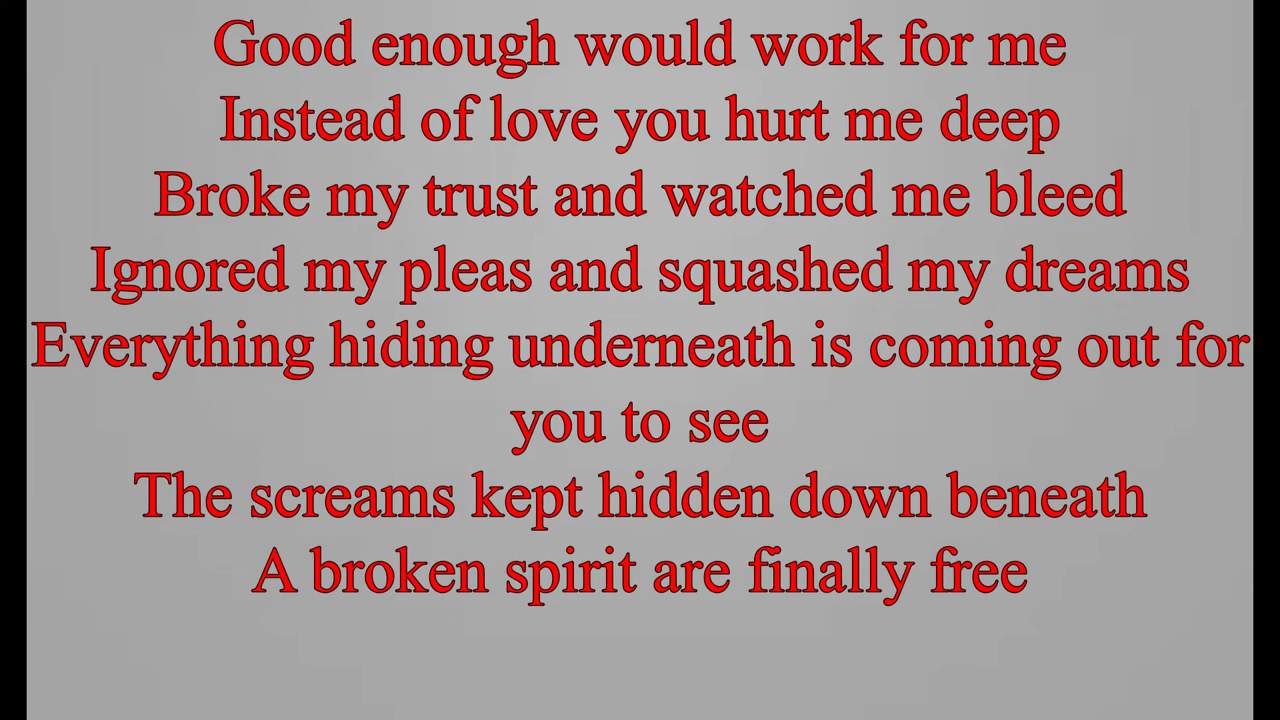 Good enough would work for me
Instead of love you hurt me deep
Broke my trust and watched me bleed
Ignored my pleas and squashed my dreams
Everything hiding underneath is coming out for
you to see
The screams kept hidden down beneath
A broken spirit are finally free